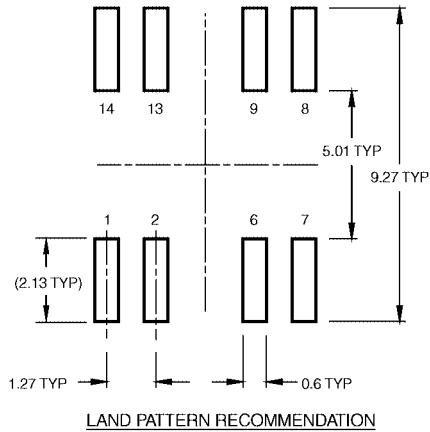 14 13 9 8
5.01 TYP
9.27 TYP
1 2 6 7
(2.13 TYP)
1.27 TYP 0.6 TYP
LAND PATTERN RECOMMENDATION